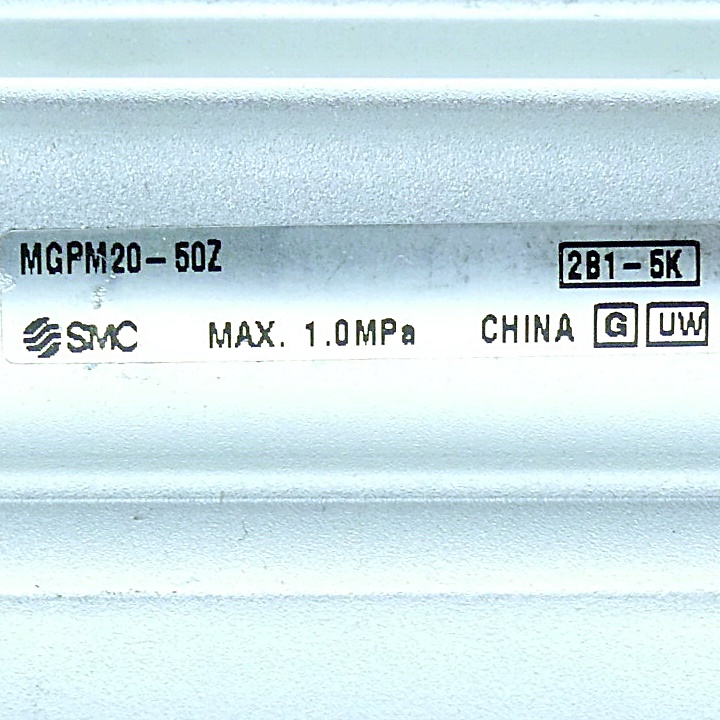 MGPM20-50Z 2B1-5K
SMC MAX. 1.0MPa CHINA G UW